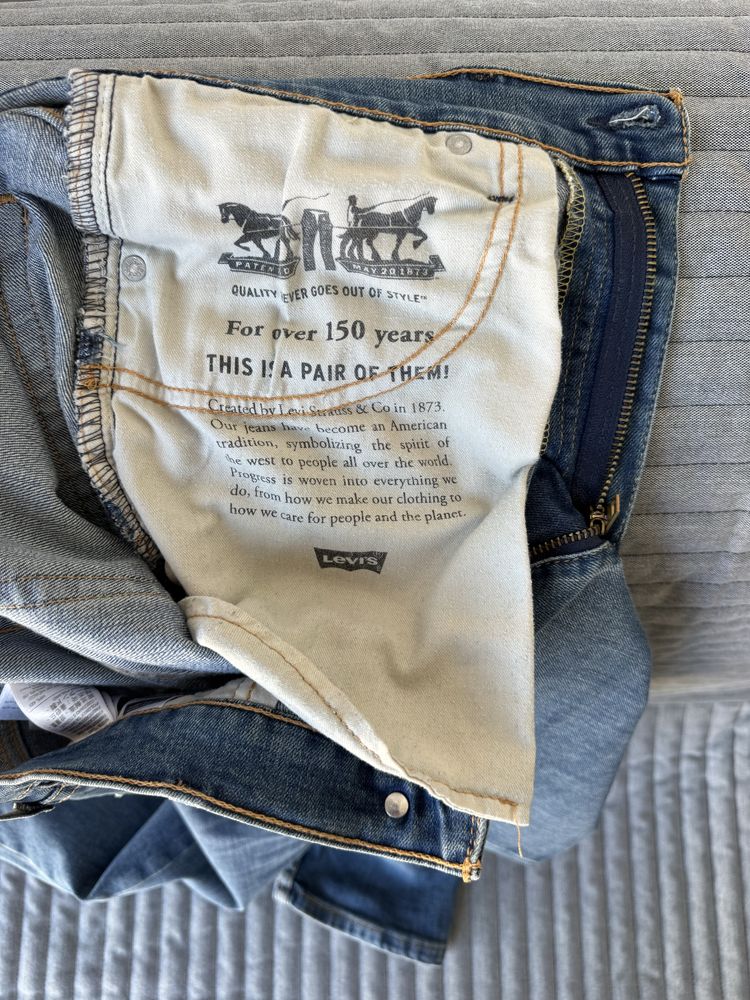 PATENTED
MAY 20 1873
QUALITY NEVER GOES OUT OF STYLE™
For over 150 years
THIS IS A PAIR OF THEM!
Created by Levi Strauss & Co in 1873.
Our jeans have become an American
tradition, symbolizing the spirit of
the west to people all over the world.
Progress is woven into everything we
do, from how we make our clothing to
how we care for people and the planet.
Levi's